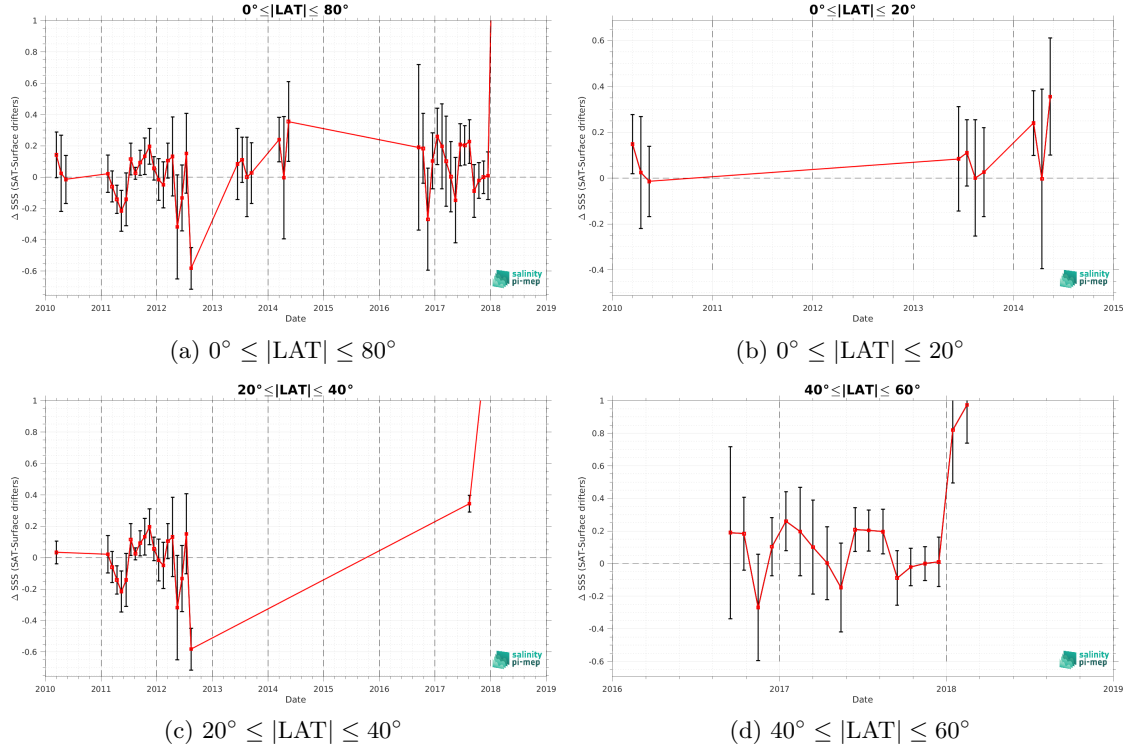 0°≤|LAT|≤ 80°
Δ SSS (SAT-Surface drifters)
1
0.8
0.6
0.4
0.2
0
-0.2
-0.4
-0.6
2010 2011 2012 2013 2014 2015 2016 2017 2018 2019
Date
salinity
pi-mep
(a) 0° ≤ |LAT| ≤ 80°
0°≤|LAT|≤ 20°
Δ SSS (SAT-Surface drifters)
0.6
0.4
0.2
0
-0.2
-0.4
2010 2011 2012 2013 2014 2015
Date
salinity
pi-mep
(b) 0° ≤ |LAT| ≤ 20°
20°≤|LAT|≤ 40°
Δ SSS (SAT-Surface drifters)
1
0.8
0.6
0.4
0.2
0
-0.2
-0.4
-0.6
2010 2011 2012 2013 2014 2015 2016 2017 2018 2019
Date
salinity
pi-mep
(c) 20° ≤ |LAT| ≤ 40°
40°≤|LAT|≤ 60°
Δ SSS (SAT-Surface drifters)
1
0.8
0.6
0.4
0.2
0
-0.2
-0.4
-0.6
2016 2017 2018 2019
Date
salinity
pi-mep
(d) 40° ≤ |LAT| ≤ 60°